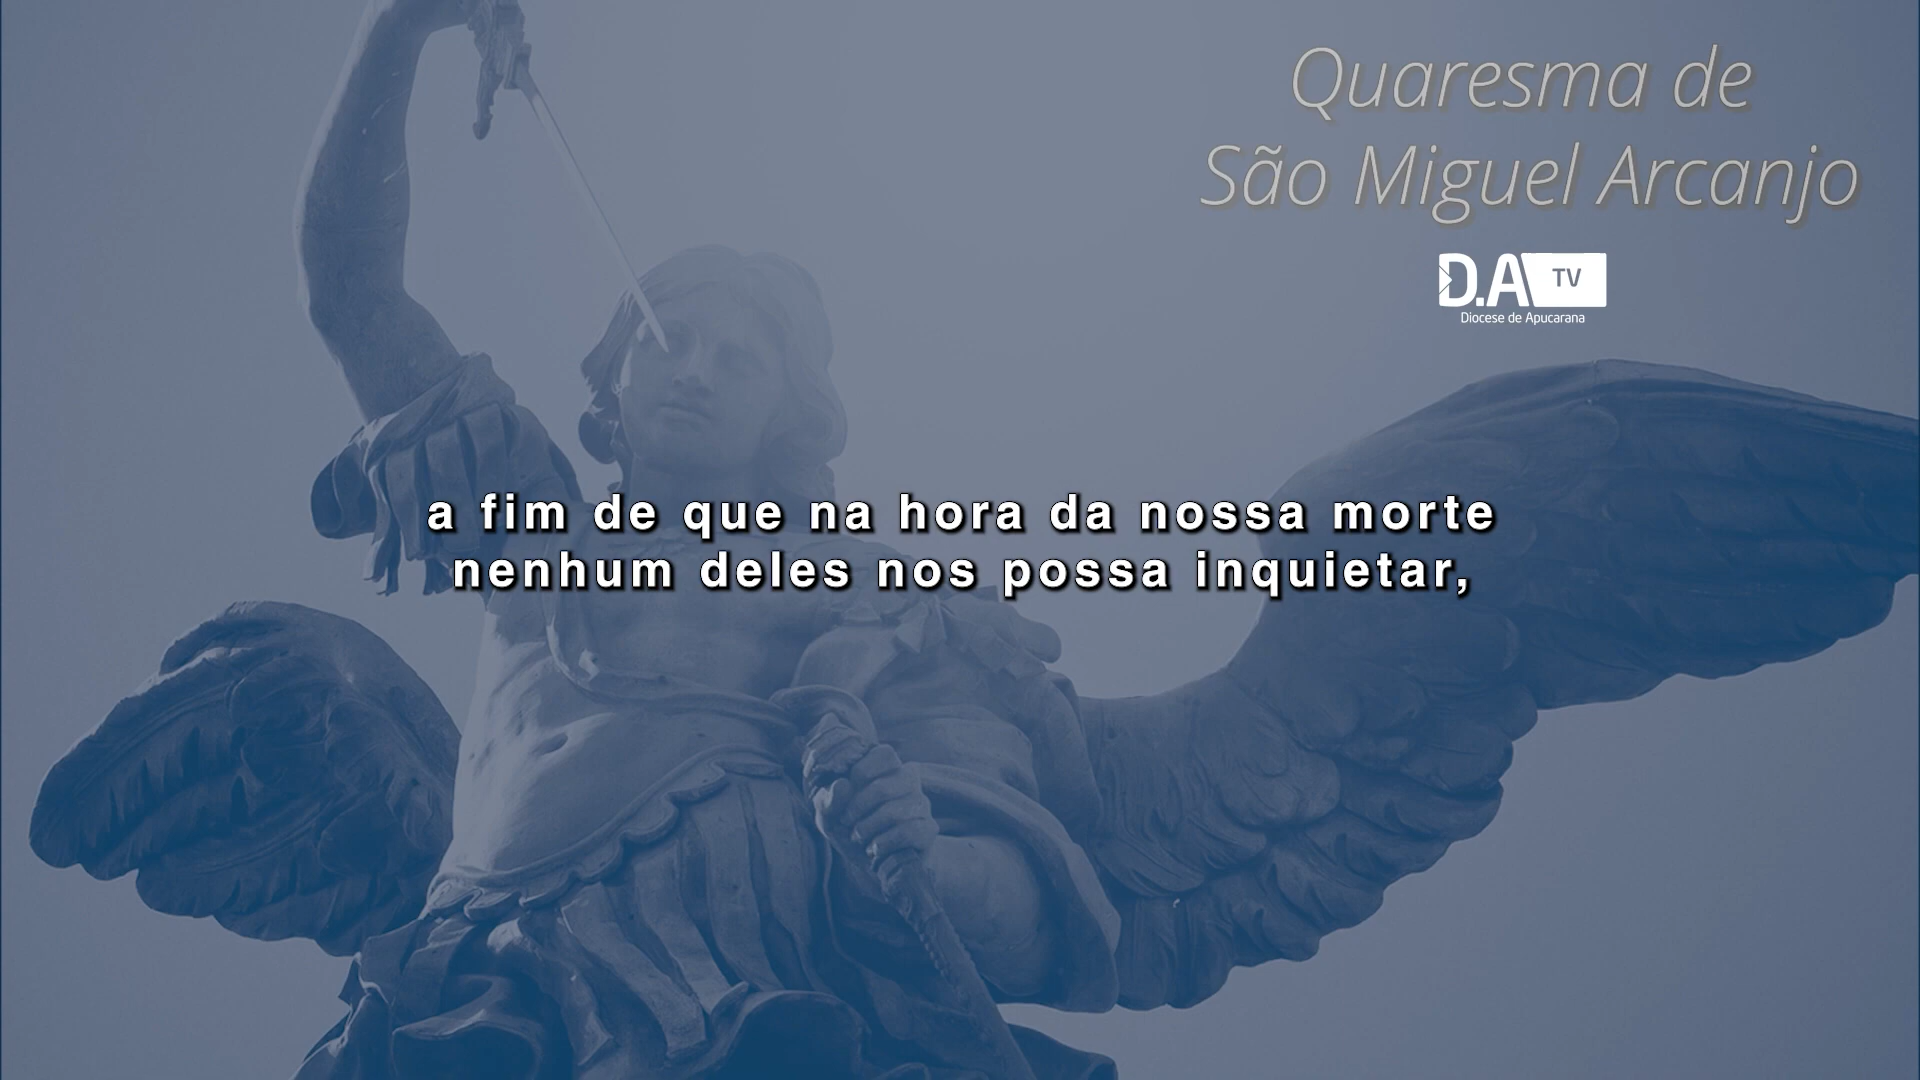 Quaresma de
São Miguel Arcanjo
D.A TV
Diocese de Apucarana
a fim de que na hora da nossa morte
nenhum deles nos possa inquietar,